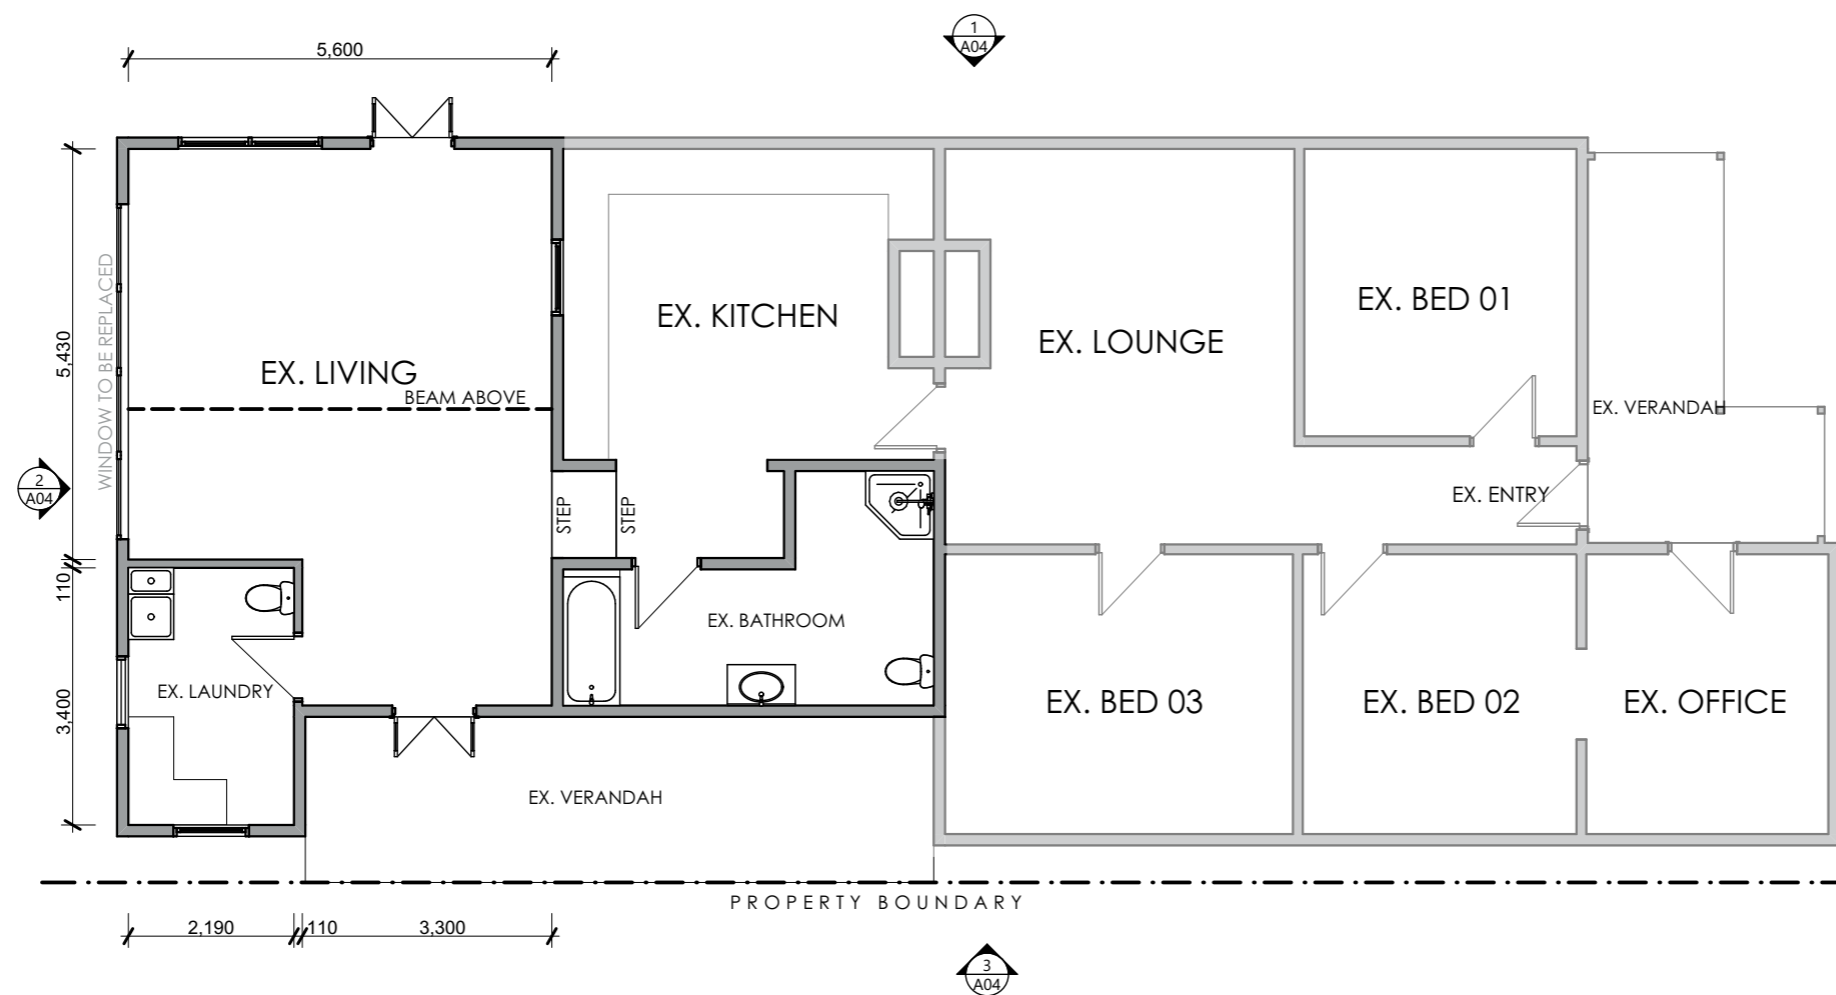 1
A04
5,600
EX. LIVING
BEAM ABOVE
WINDOW TO BE REPLACED
5,430
110
3,400
2
A04
EX. KITCHEN
EX. LOUNGE
EX. BED 01
EX. VERANDAH
EX. ENTRY
STEP
STEP
EX. BATHROOM
EX. LAUNDRY
EX. BED 03
EX. BED 02
EX. OFFICE
EX. VERANDAH
PROPERTY BOUNDARY
2,190
110
3,300
3
A04